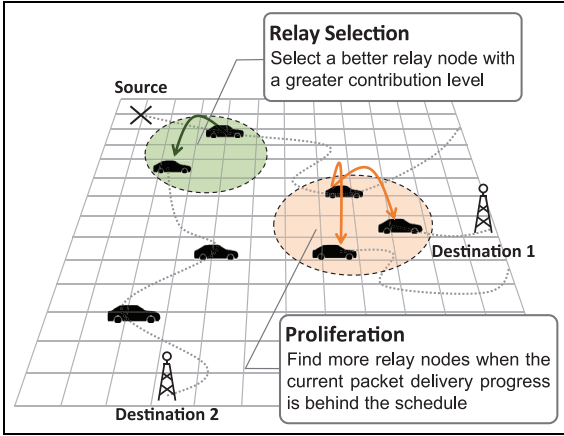 Relay Selection
Select a better relay node with
a greater contribution level
Source
Destination 1
Proliferation
Find more relay nodes when the
current packet delivery progress
is behind the schedule
Destination 2